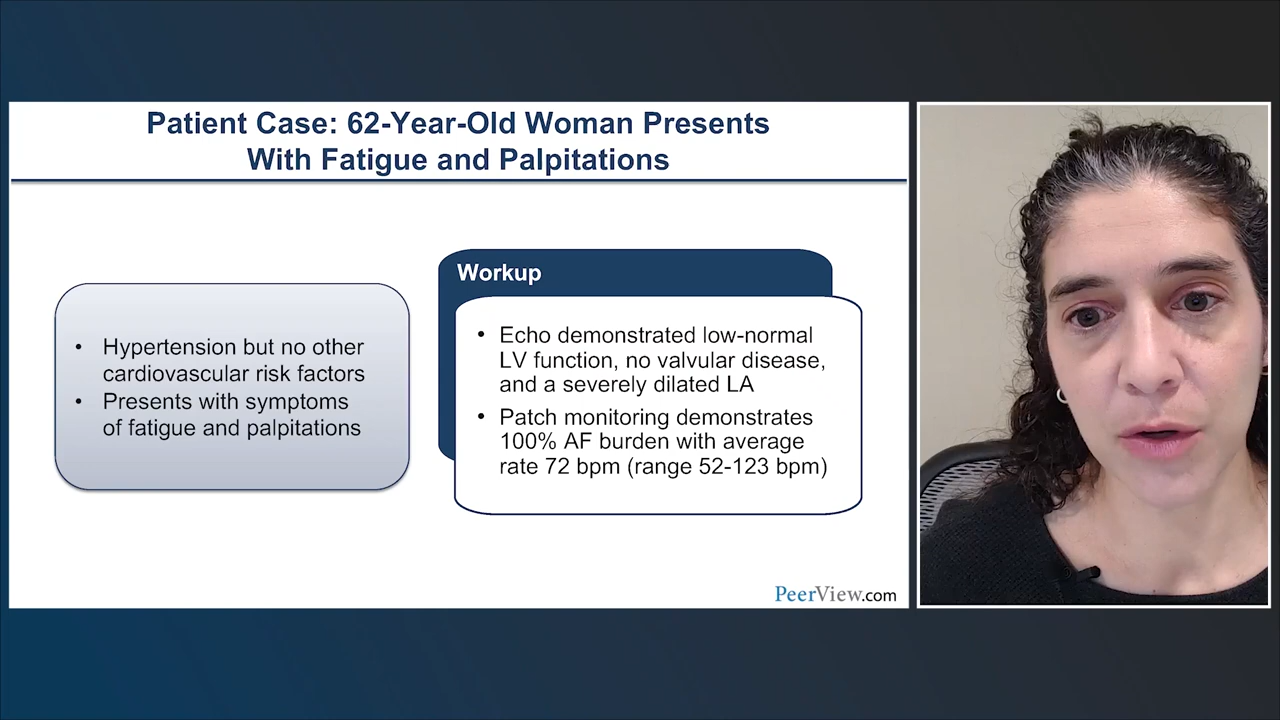 Patient Case: 62-Year-Old Woman Presents
With Fatigue and Palpitations
• Hypertension but no other
cardiovascular risk factors
• Presents with symptoms
of fatigue and palpitations
Workup
• Echo demonstrated low-normal
LV function, no valvular disease,
and a severely dilated LA
• Patch monitoring demonstrates
100% AF burden with average
rate 72 bpm (range 52-123 bpm)
PeerView.com